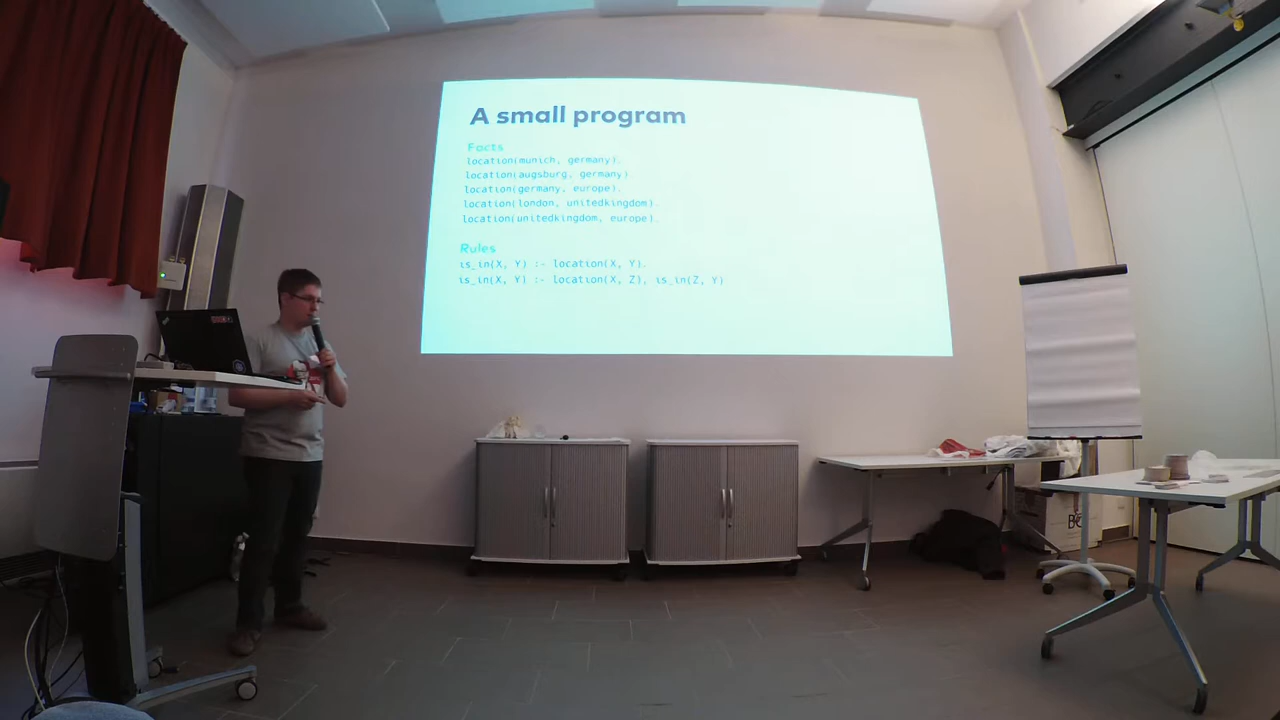 A small program
Facts
location(munich, germany).
location(augsburg, germany)
location(germany, europe).
location(london, unitedkingdom).
location(unitedkingdom, europe).
Rules
is_in(X, Y) :- location(X, Y).
is_in(X, Y) :- location(X, Z), is_in(Z, Y)